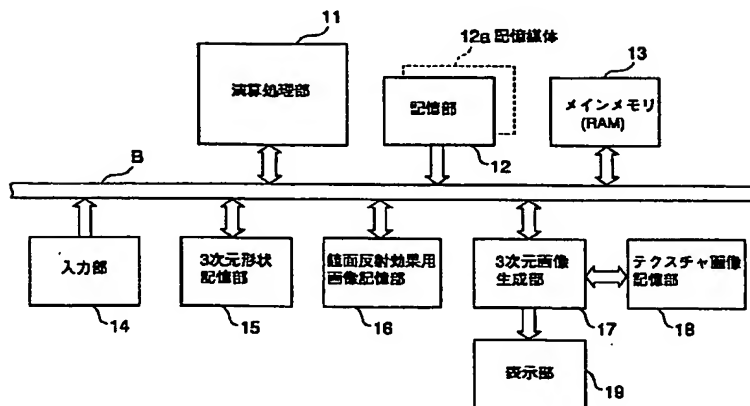 11
12a 記憶媒体
13
演算処理部
記憶部
メインメモリ
(RAM)
12
B
入力部
3次元形状
記憶部
鏡面反射効果用
画像記憶部
3次元画像
生成部
テクスチャ画像
記憶部
14
15
16
17
18
表示部
19